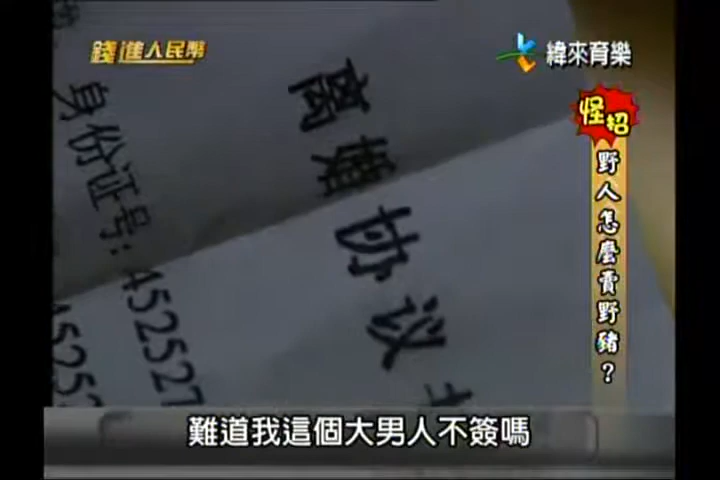 錢進人民幣
緯來育樂
怪招
野人怎麼賣野豬？
离婚协议书
身份证号：452527
452527
難道我這個大男人不簽嗎